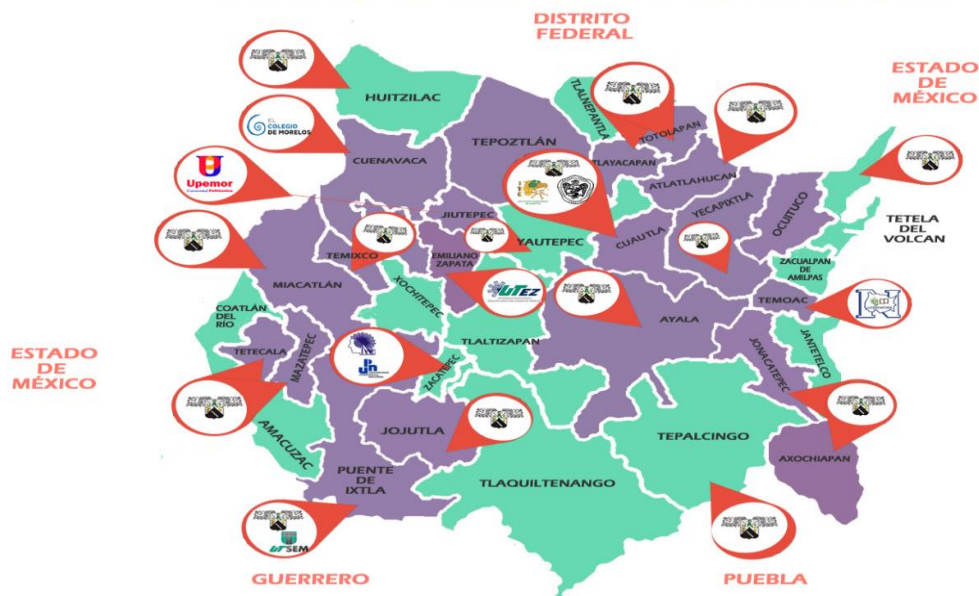 DISTRITO
FEDERAL
ESTADO
DE
MÉXICO
HUITZILAC
TLALNEPANTLA
TOTOLAPAN
EL
COLEGIO
DE MORELOS
CUENAVACA
TEPOZTLÁN
TLAYACAPAN
ATLATLAHUCAN
Upemor
YECAPIXTLA
OCUITUCO
TETELA
DEL
VOLCAN
JIUTEPEC
TEMIXCO
EMILIANO
ZAPATA
YAUTEPEC
CUAUTLA
ZACUALPAN
DE
AMILPAS
MIACATLÁN
XOCHITEPEC
UTEZ
TEMOAC
COATLÁN
DEL
RÍO
AYALA
TLALTIZAPAN
TETECALA
MAZATEPEC
ZACATEPEC
JONACATEPEC
JANTETELCO
ESTADO
DE
MÉXICO
AMACUZAC
JOJUTLA
TEPALCINGO
AXOCHIAPAN
PUENTE
DE
IXTLA
TLAQUILTENANGO
UTSEM
GUERRERO
PUEBLA